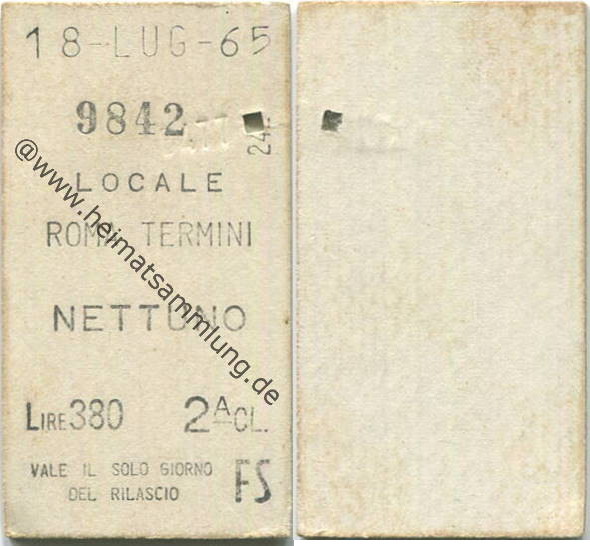 18-LUG-65
9842
24.
LOCALE
ROMA TERMINI
NETTUNO
LIRE 380 2ᴬ CL.
VALE IL SOLO GIORNO
DEL RILASCIO
FS
@www.heimatsammlung.de